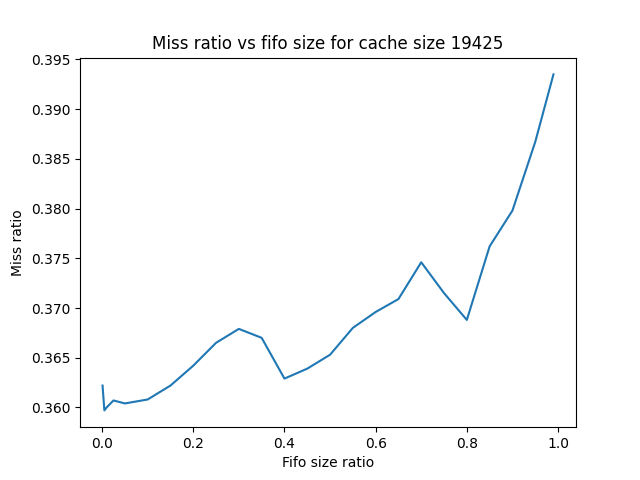 Miss ratio vs fifo size for cache size 19425
0.395
0.390
0.385
0.380
0.375
0.370
0.365
0.360
Miss ratio
0.0 0.2 0.4 0.6 0.8 1.0
Fifo size ratio